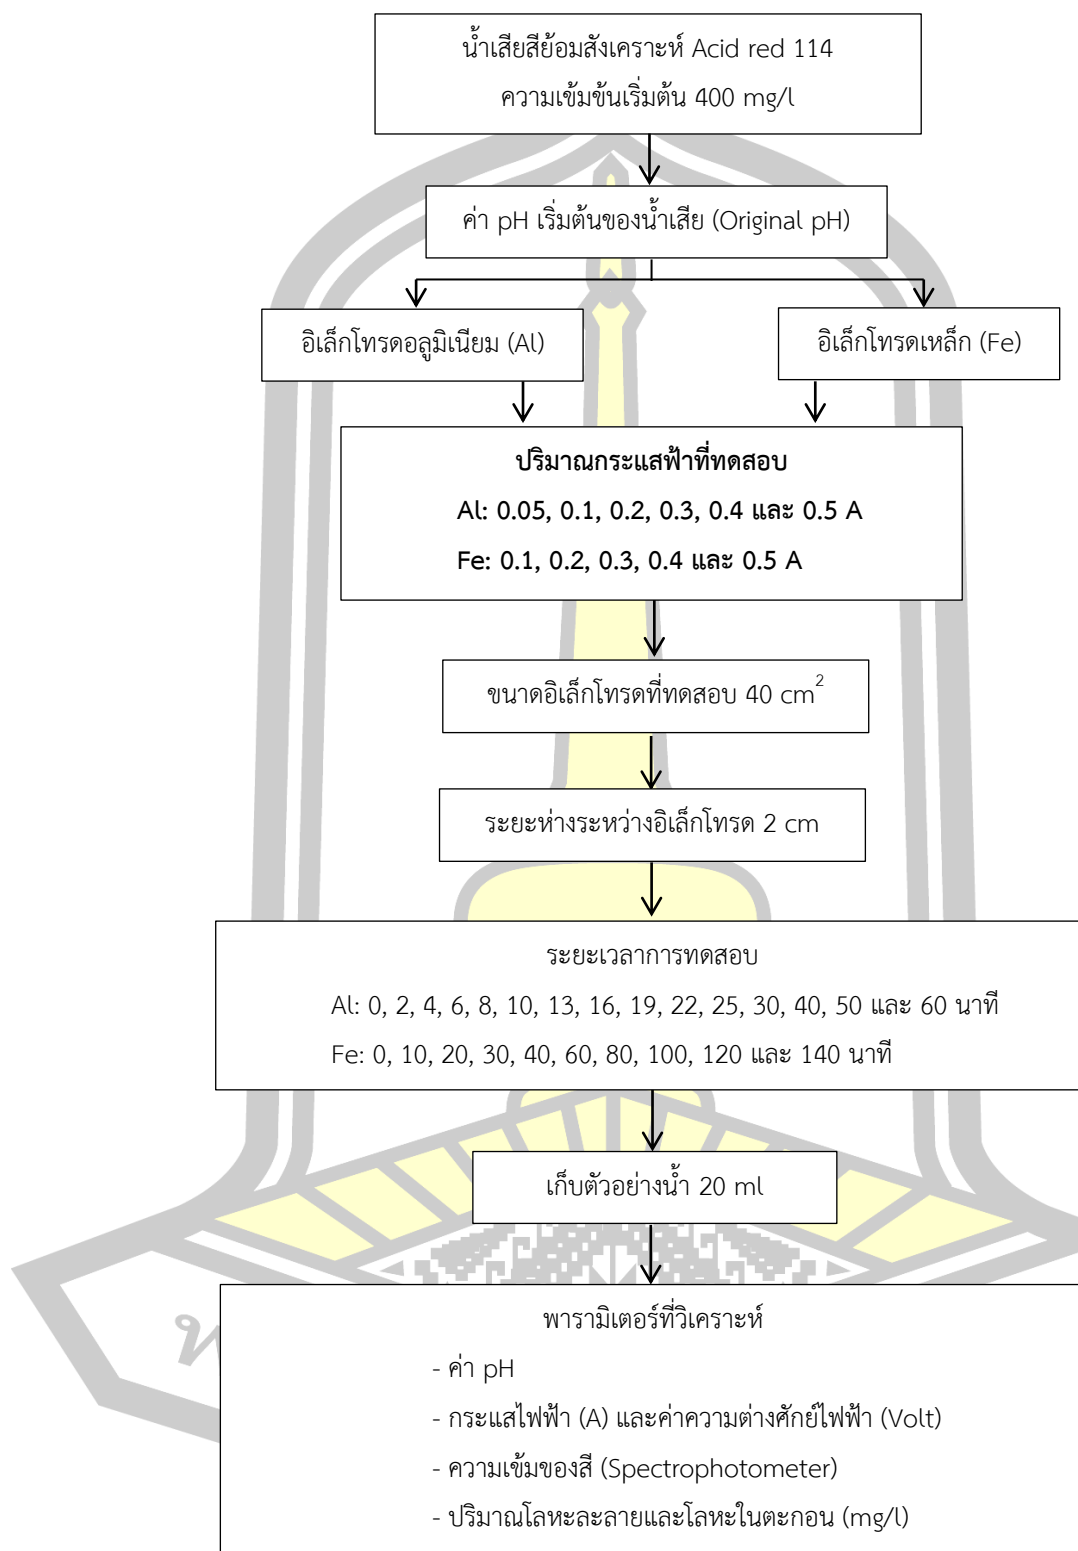 น้ำเสียสีย้อมสังเคราะห์ Acid red 114
ความเข้มข้นเริ่มต้น 400 mg/l
ค่า pH เริ่มต้นของน้ำเสีย (Original pH)
อิเล็กโทรดอลูมิเนียม (Al)
อิเล็กโทรดเหล็ก (Fe)
ปริมาณกระแสฟ้าที่ทดสอบ
Al: 0.05, 0.1, 0.2, 0.3, 0.4 และ 0.5 A
Fe: 0.1, 0.2, 0.3, 0.4 และ 0.5 A
ขนาดอิเล็กโทรดที่ทดสอบ 40 cm²
ระยะห่างระหว่างอิเล็กโทรด 2 cm
ระยะเวลาการทดสอบ
Al: 0, 2, 4, 6, 8, 10, 13, 16, 19, 22, 25, 30, 40, 50 และ 60 นาที
Fe: 0, 10, 20, 30, 40, 60, 80, 100, 120 และ 140 นาที
เก็บตัวอย่างน้ำ 20 ml
พารามิเตอร์ที่วิเคราะห์
- ค่า pH
- กระแสไฟฟ้า (A) และค่าความต่างศักย์ไฟฟ้า (Volt)
- ความเข้มของสี (Spectrophotometer)
- ปริมาณโลหะละลายและโลหะในตะกอน (mg/l)